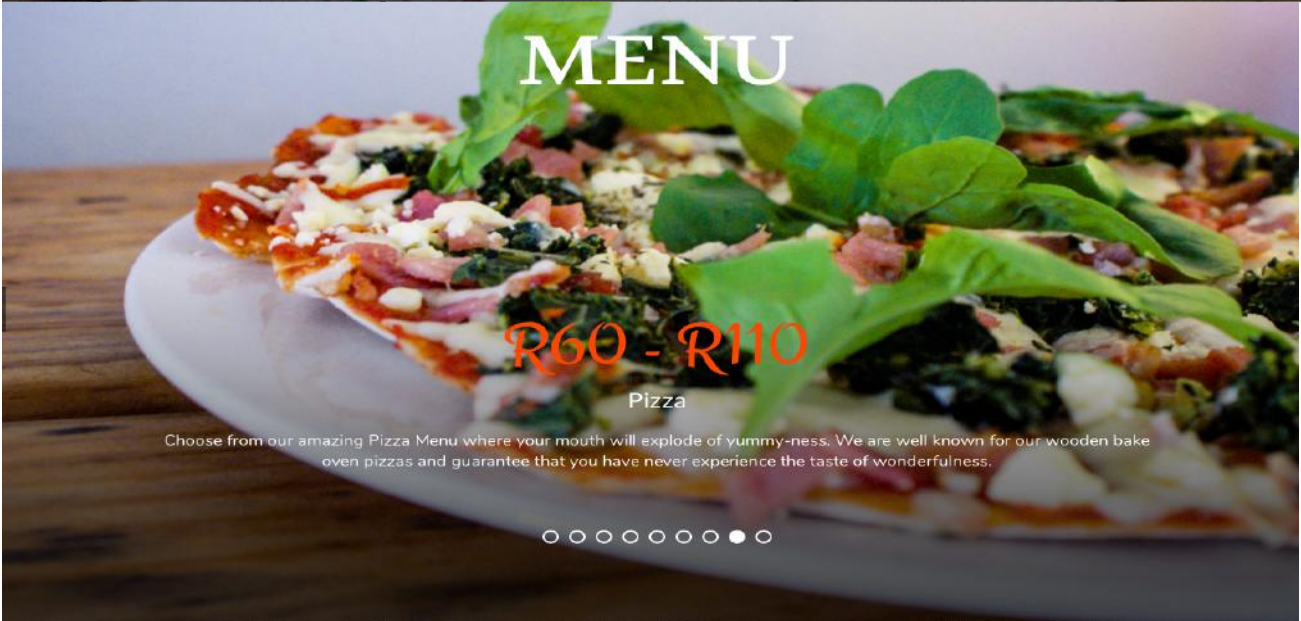 MENU
R60 - R110
Pizza
Choose from our amazing Pizza Menu where your mouth will explode of yummy-ness. We are well known for our wooden bake
oven pizzas and guarantee that you have never experience the taste of wonderfulness.